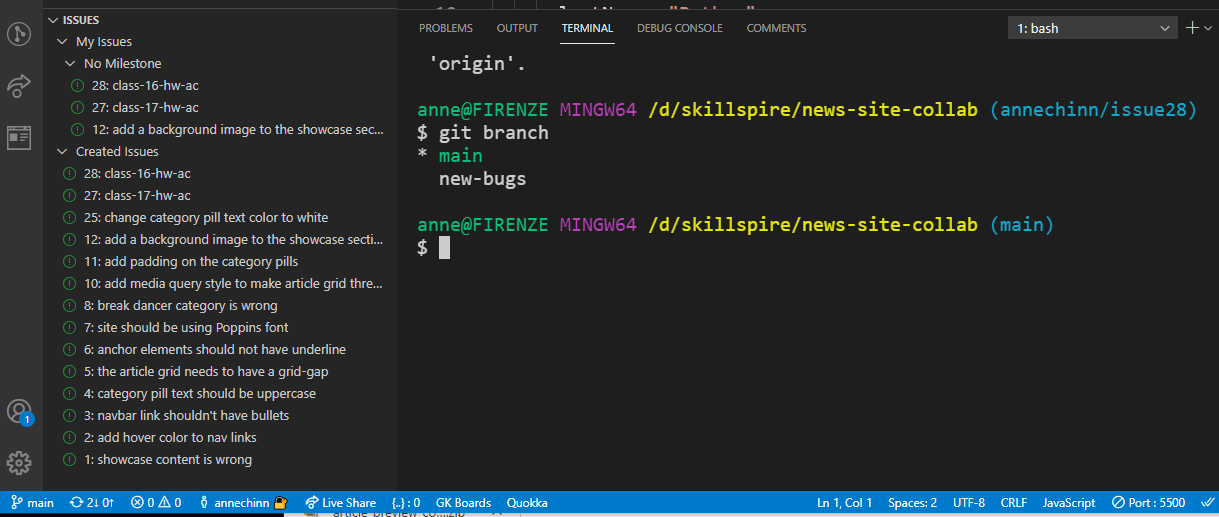 ISSUES
My Issues
No Milestone
28: class-16-hw-ac
27: class-17-hw-ac
12: add a background image to the showcase sec...
Created Issues
28: class-16-hw-ac
27: class-17-hw-ac
25: change category pill text color to white
12: add a background image to the showcase secti...
11: add padding on the category pills
10: add media query style to make article grid thre...
8: break dancer category is wrong
7: site should be using Poppins font
6: anchor elements should not have underline
5: the article grid needs to have a grid-gap
4: category pill text should be uppercase
3: navbar link shouldn't have bullets
2: add hover color to nav links
1: showcase content is wrong
1
PROBLEMS OUTPUT TERMINAL DEBUG CONSOLE COMMENTS
1: bash
'origin'.
anne@FIRENZE MINGW64 /d/skillspire/news-site-collab (annechinn/issue28)
$ git branch
* main
new-bugs
anne@FIRENZE MINGW64 /d/skillspire/news-site-collab (main)
$
main 2↓ 0↑ 0 0 annechinn Live Share {..} : 0 GK Boards Quokka Ln 1, Col 1 Spaces: 2 UTF-8 CRLF JavaScript Port : 5500